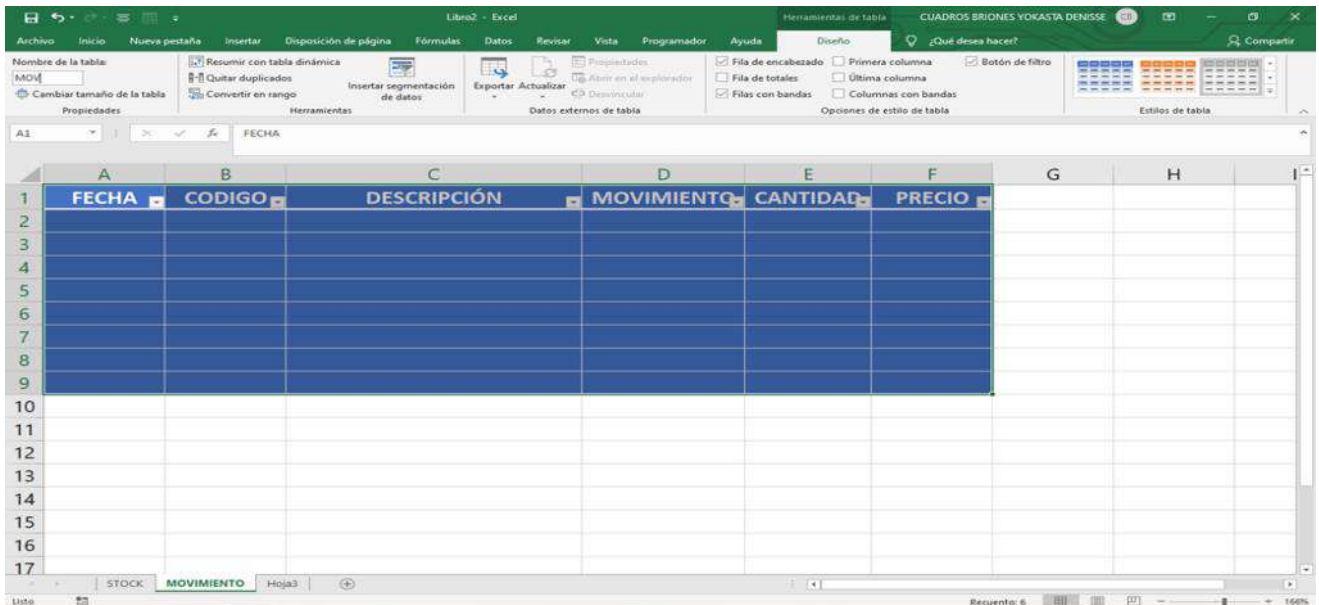 Libro2 - Excel
Herramientas de tabla
CUADROS BRIONES YOKASTA DENISSE
CB
Archivo Inicio Nueva pestaña Insertar Disposición de página Fórmulas Datos Revisar Vista Programador Ayuda Diseño ¿Qué desea hacer? Compartir
Nombre de la tabla:
MOV
Cambiar tamaño de la tabla
Propiedades
Resumir con tabla dinámica
Quitar duplicados
Convertir en rango
Insertar segmentación
de datos
Herramientas
Exportar Actualizar
Propiedades
Abrir en el explorador
Desvincular
Datos externos de tabla
Fila de encabezado Primera columna Botón de filtro
Fila de totales Última columna
Filas con bandas Columnas con bandas
Opciones de estilo de tabla
Estilos de tabla
A1 fx FECHA
A B C D E F G H I
1 FECHA CODIGO DESCRIPCIÓN MOVIMIENTO CANTIDAD PRECIO
2
3
4
5
6
7
8
9
10
11
12
13
14
15
16
17
STOCK MOVIMIENTO Hoja3
Listo Recuento: 6 166%